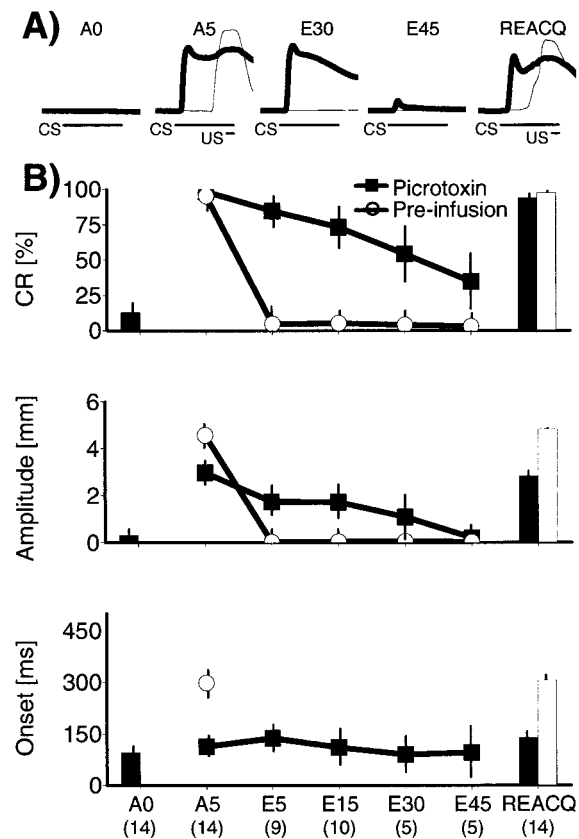 A) A0 A5 E30 E45 REACQ
CS CS US CS CS CS US
B)
Picrotoxin
Pre-infusion
CR [%]
100
75
50
25
0
Amplitude [mm]
6
4
2
0
Onset [ms]
450
300
150
0
A0 A5 E5 E15 E30 E45 REACQ
(14) (14) (9) (10) (5) (5) (14)